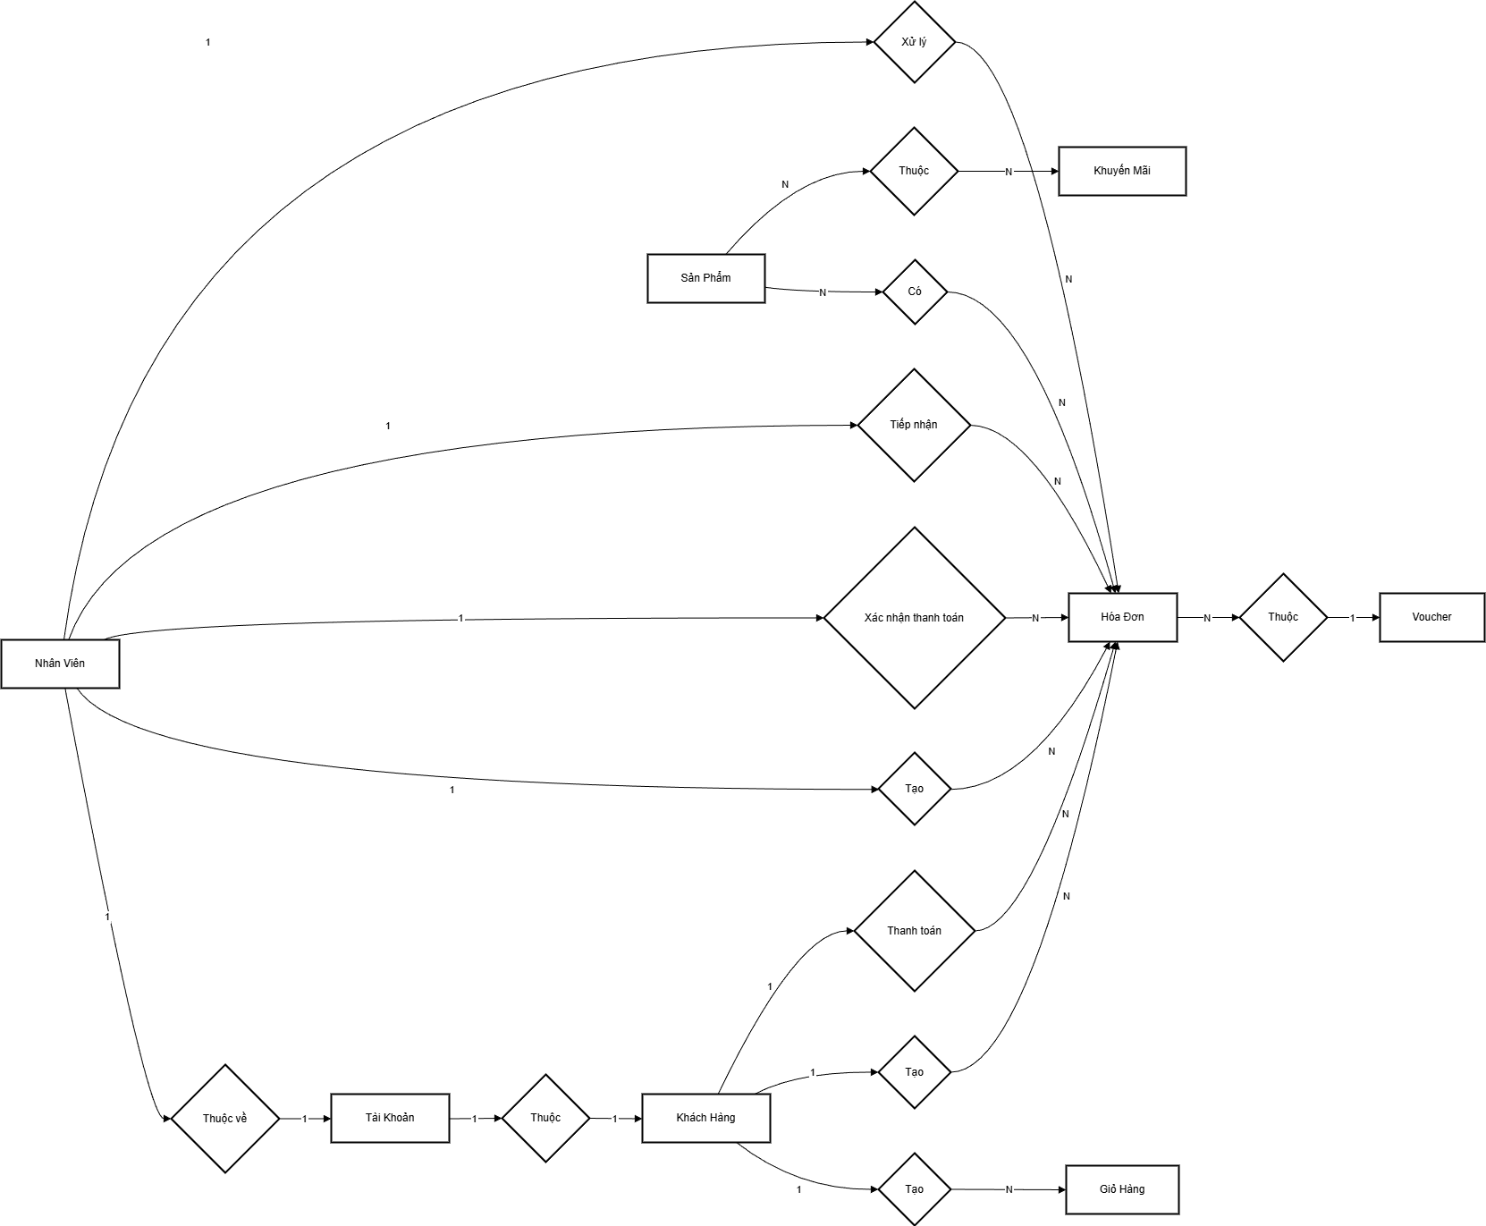 1
Xử lý
Thuộc
N
Khuyến Mãi
N
Sản Phẩm
N
Có
N
N
1
Tiếp nhận
N
Nhân Viên
1
Xác nhận thanh toán
N
Hóa Đơn
N
Thuộc
1
Voucher
1
Tạo
N
N
N
1
Thanh toán
1
1
Tạo
Thuộc về
1
Tài Khoản
1
Thuộc
1
Khách Hàng
1
Tạo
N
Giỏ Hàng